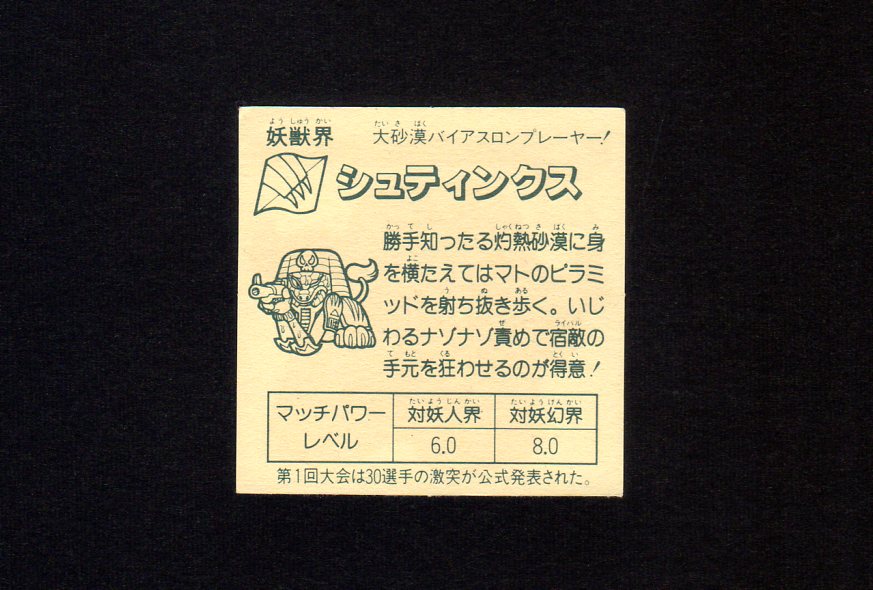 妖獣界 大砂漠バイアスロンプレーヤー!
シュティンクス
勝手知ったる灼熱砂漠に身
を横たえてはマトのピラミ
ッドを射ち抜き歩く。いじ
わるナゾナゾ責めで宿敵の
手元を狂わせるのが得意!
マッチパワーレベル 対妖人界 対妖幻界
6.0 8.0
第1回大会は30選手の激突が公式発表された。